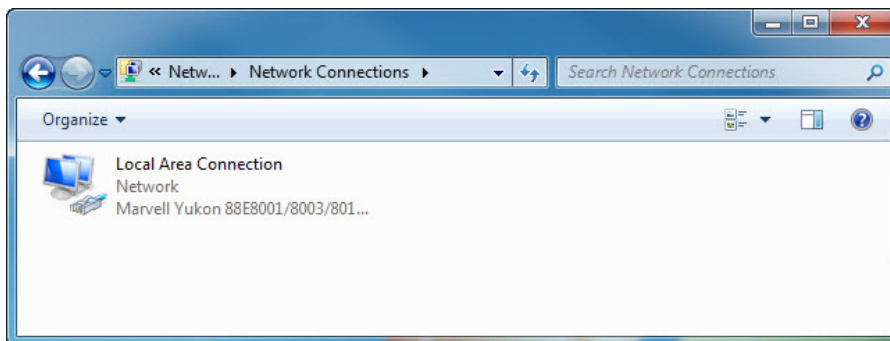 « Netw... ▸ Network Connections ▸
Search Network Connections
Organize
Local Area Connection
Network
Marvell Yukon 88E8001/8003/801...